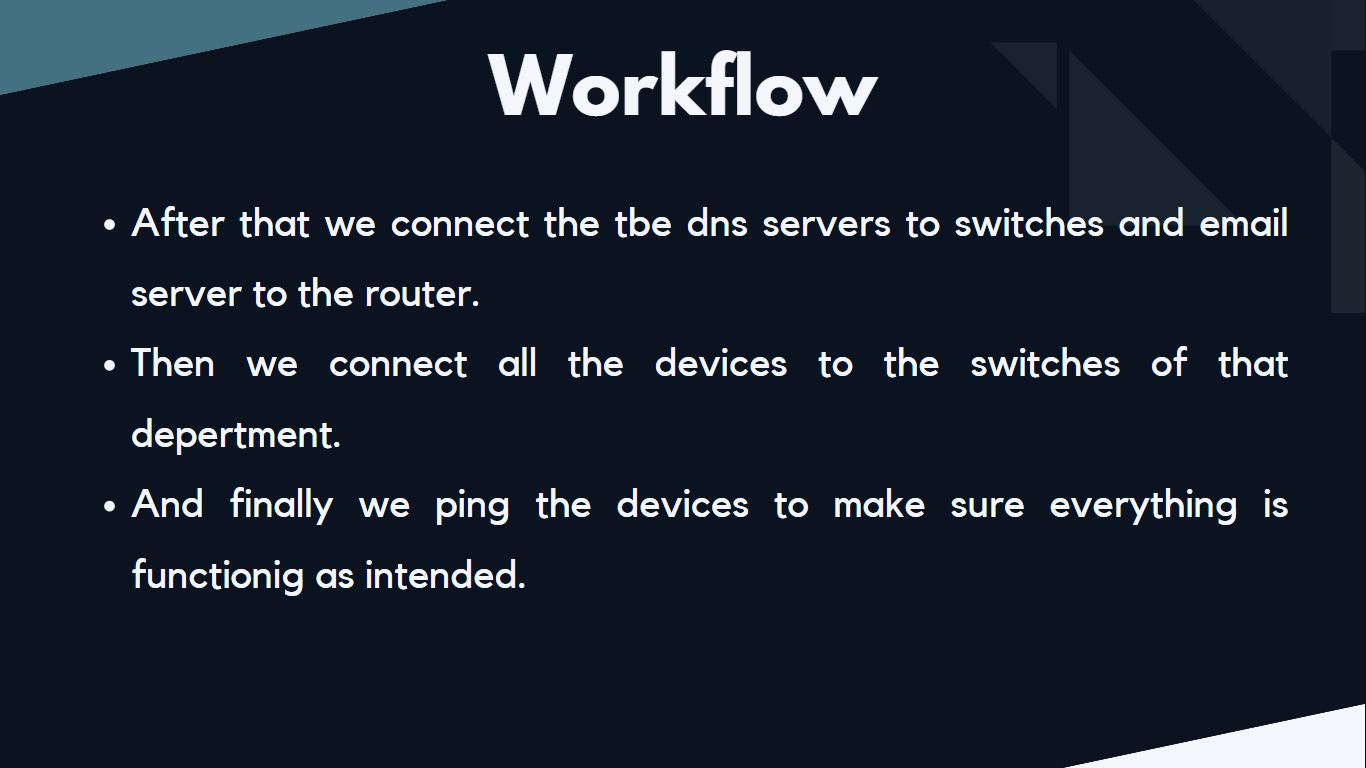 Workflow
• After that we connect the tbe dns servers to switches and email
server to the router.
• Then we connect all the devices to the switches of that
depertment.
• And finally we ping the devices to make sure everything is
functionig as intended.